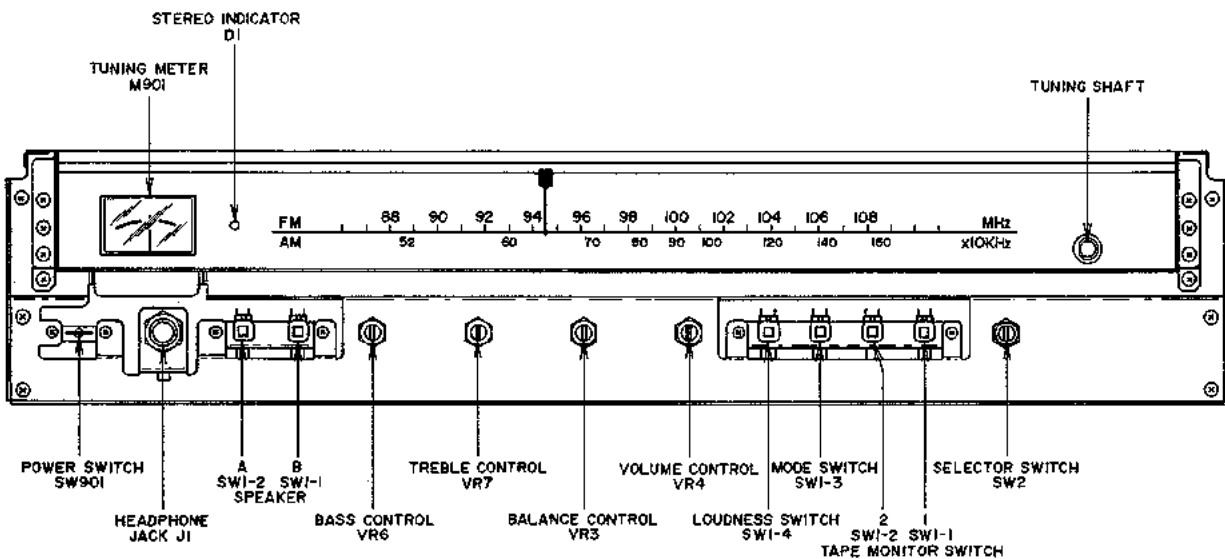 STEREO INDICATOR
D1
TUNING METER
M901
TUNING SHAFT
FM 88 90 92 94 96 98 100 102 104 106 108 MHz
AM 52 60 70 80 90 100 120 140 160 x10KHz
POWER SWITCH
SW901
HEADPHONE
JACK J1
A B
SW1-2 SW1-1
SPEAKER
BASS CONTROL
VR6
TREBLE CONTROL
VR7
BALANCE CONTROL
VR3
VOLUME CONTROL
VR4
LOUDNESS SWITCH
SW1-4
MODE SWITCH
SW1-3
2 1
SW1-2 SW1-1
TAPE MONITOR SWITCH
SELECTOR SWITCH
SW2